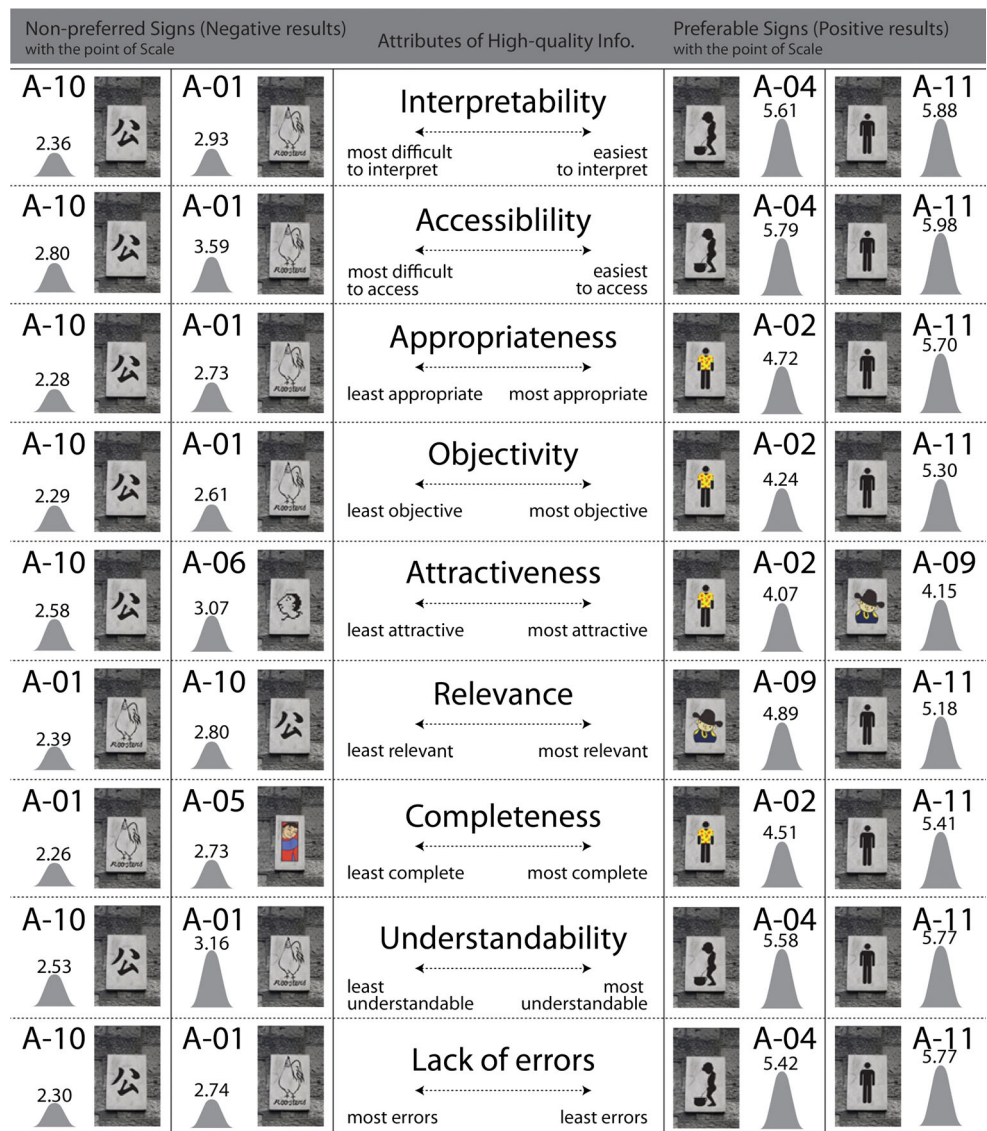 Non-preferred Signs (Negative results)
with the point of Scale
Attributes of High-quality Info.
Preferable Signs (Positive results)
with the point of Scale
A-10
2.36
公
A-01
2.93
Interpretability
most difficult
to interpret
easiest
to interpret
A-04
5.61
A-11
5.88
A-10
2.80
公
A-01
3.59
Accessiblility
most difficult
to access
easiest
to access
A-04
5.79
A-11
5.98
A-10
2.28
公
A-01
2.73
Appropriateness
least appropriate
most appropriate
A-02
4.72
A-11
5.70
A-10
2.29
公
A-01
2.61
Objectivity
least objective
most objective
A-02
4.24
A-11
5.30
A-10
2.58
公
A-06
3.07
Attractiveness
least attractive
most attractive
A-02
4.07
A-09
4.15
A-01
2.39
A-10
2.80
公
Relevance
least relevant
most relevant
A-09
4.89
A-11
5.18
A-01
2.26
A-05
2.73
Completeness
least complete
most complete
A-02
4.51
A-11
5.41
A-10
2.53
公
A-01
3.16
Understandability
least
understandable
most
understandable
A-04
5.58
A-11
5.77
A-10
2.30
公
A-01
2.74
Lack of errors
most errors
least errors
A-04
5.42
A-11
5.77